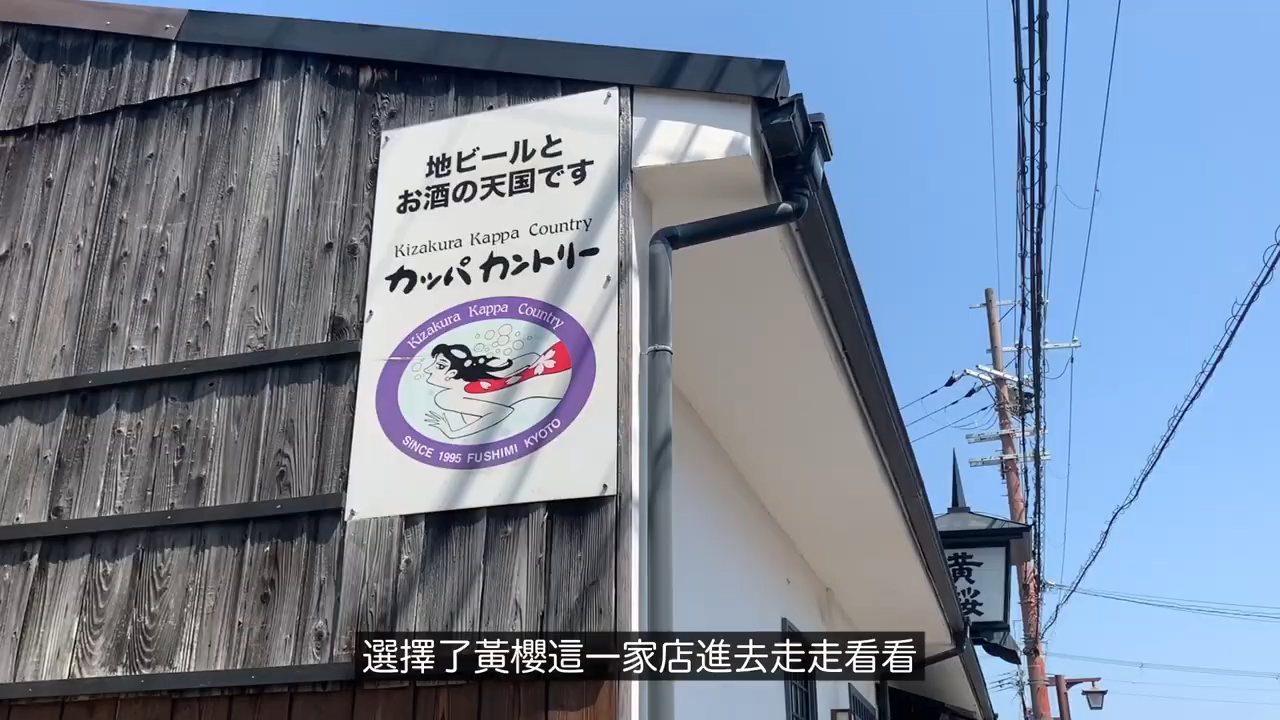 地ビールと
お酒の天国です
Kizakura Kappa Country
カッパカントリー
Kizakura Kappa Country
SINCE 1995 FUSHIMI KYOTO
黄桜
選擇了黃櫻這一家店進去走走看看